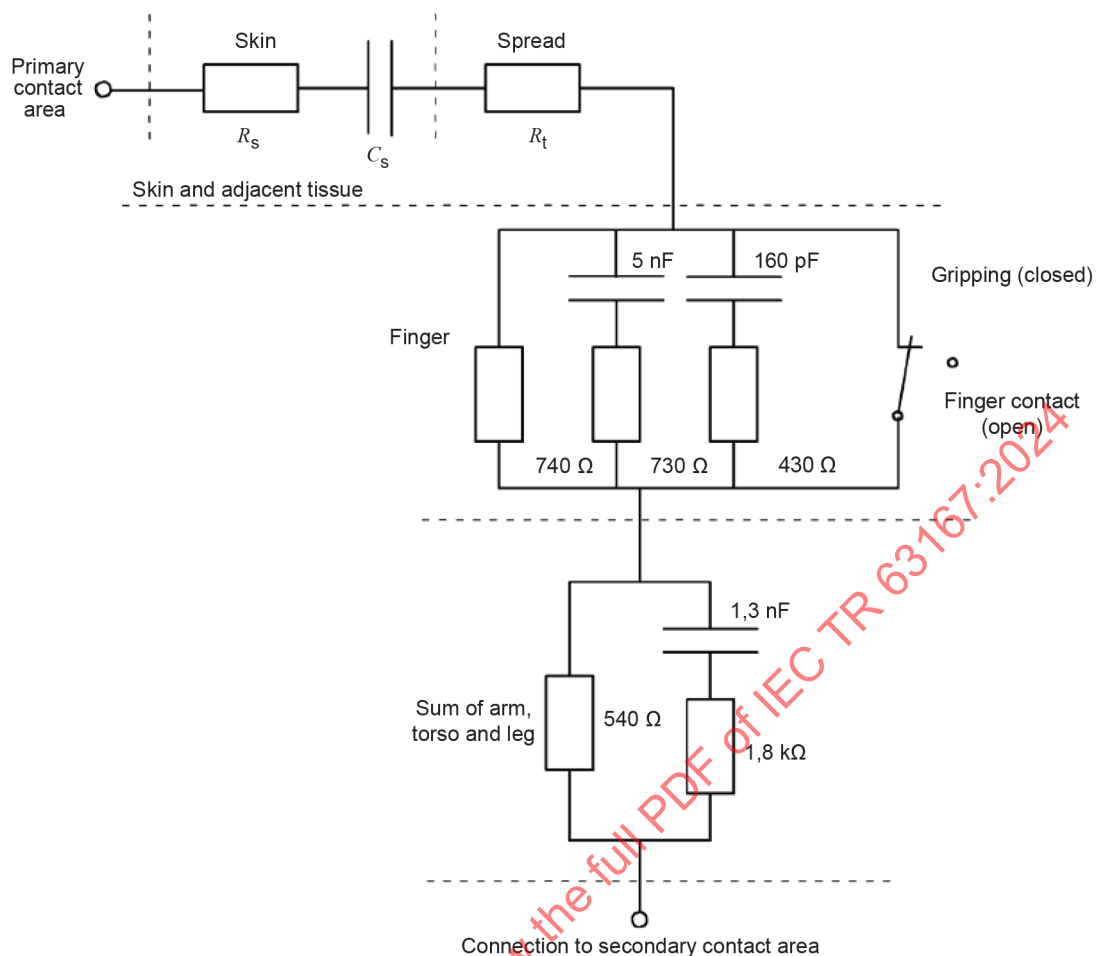 Skin
Spread
Primary
contact
area
Rs
Cs
Rt
Skin and adjacent tissue
5 nF
160 pF
Gripping (closed)
Finger
Finger contact
(open)
740 Ω
730 Ω
430 Ω
1,3 nF
Sum of arm,
torso and leg
540 Ω
1,8 kΩ
Connection to secondary contact area
the full PDF of IEC TR 63167:2024